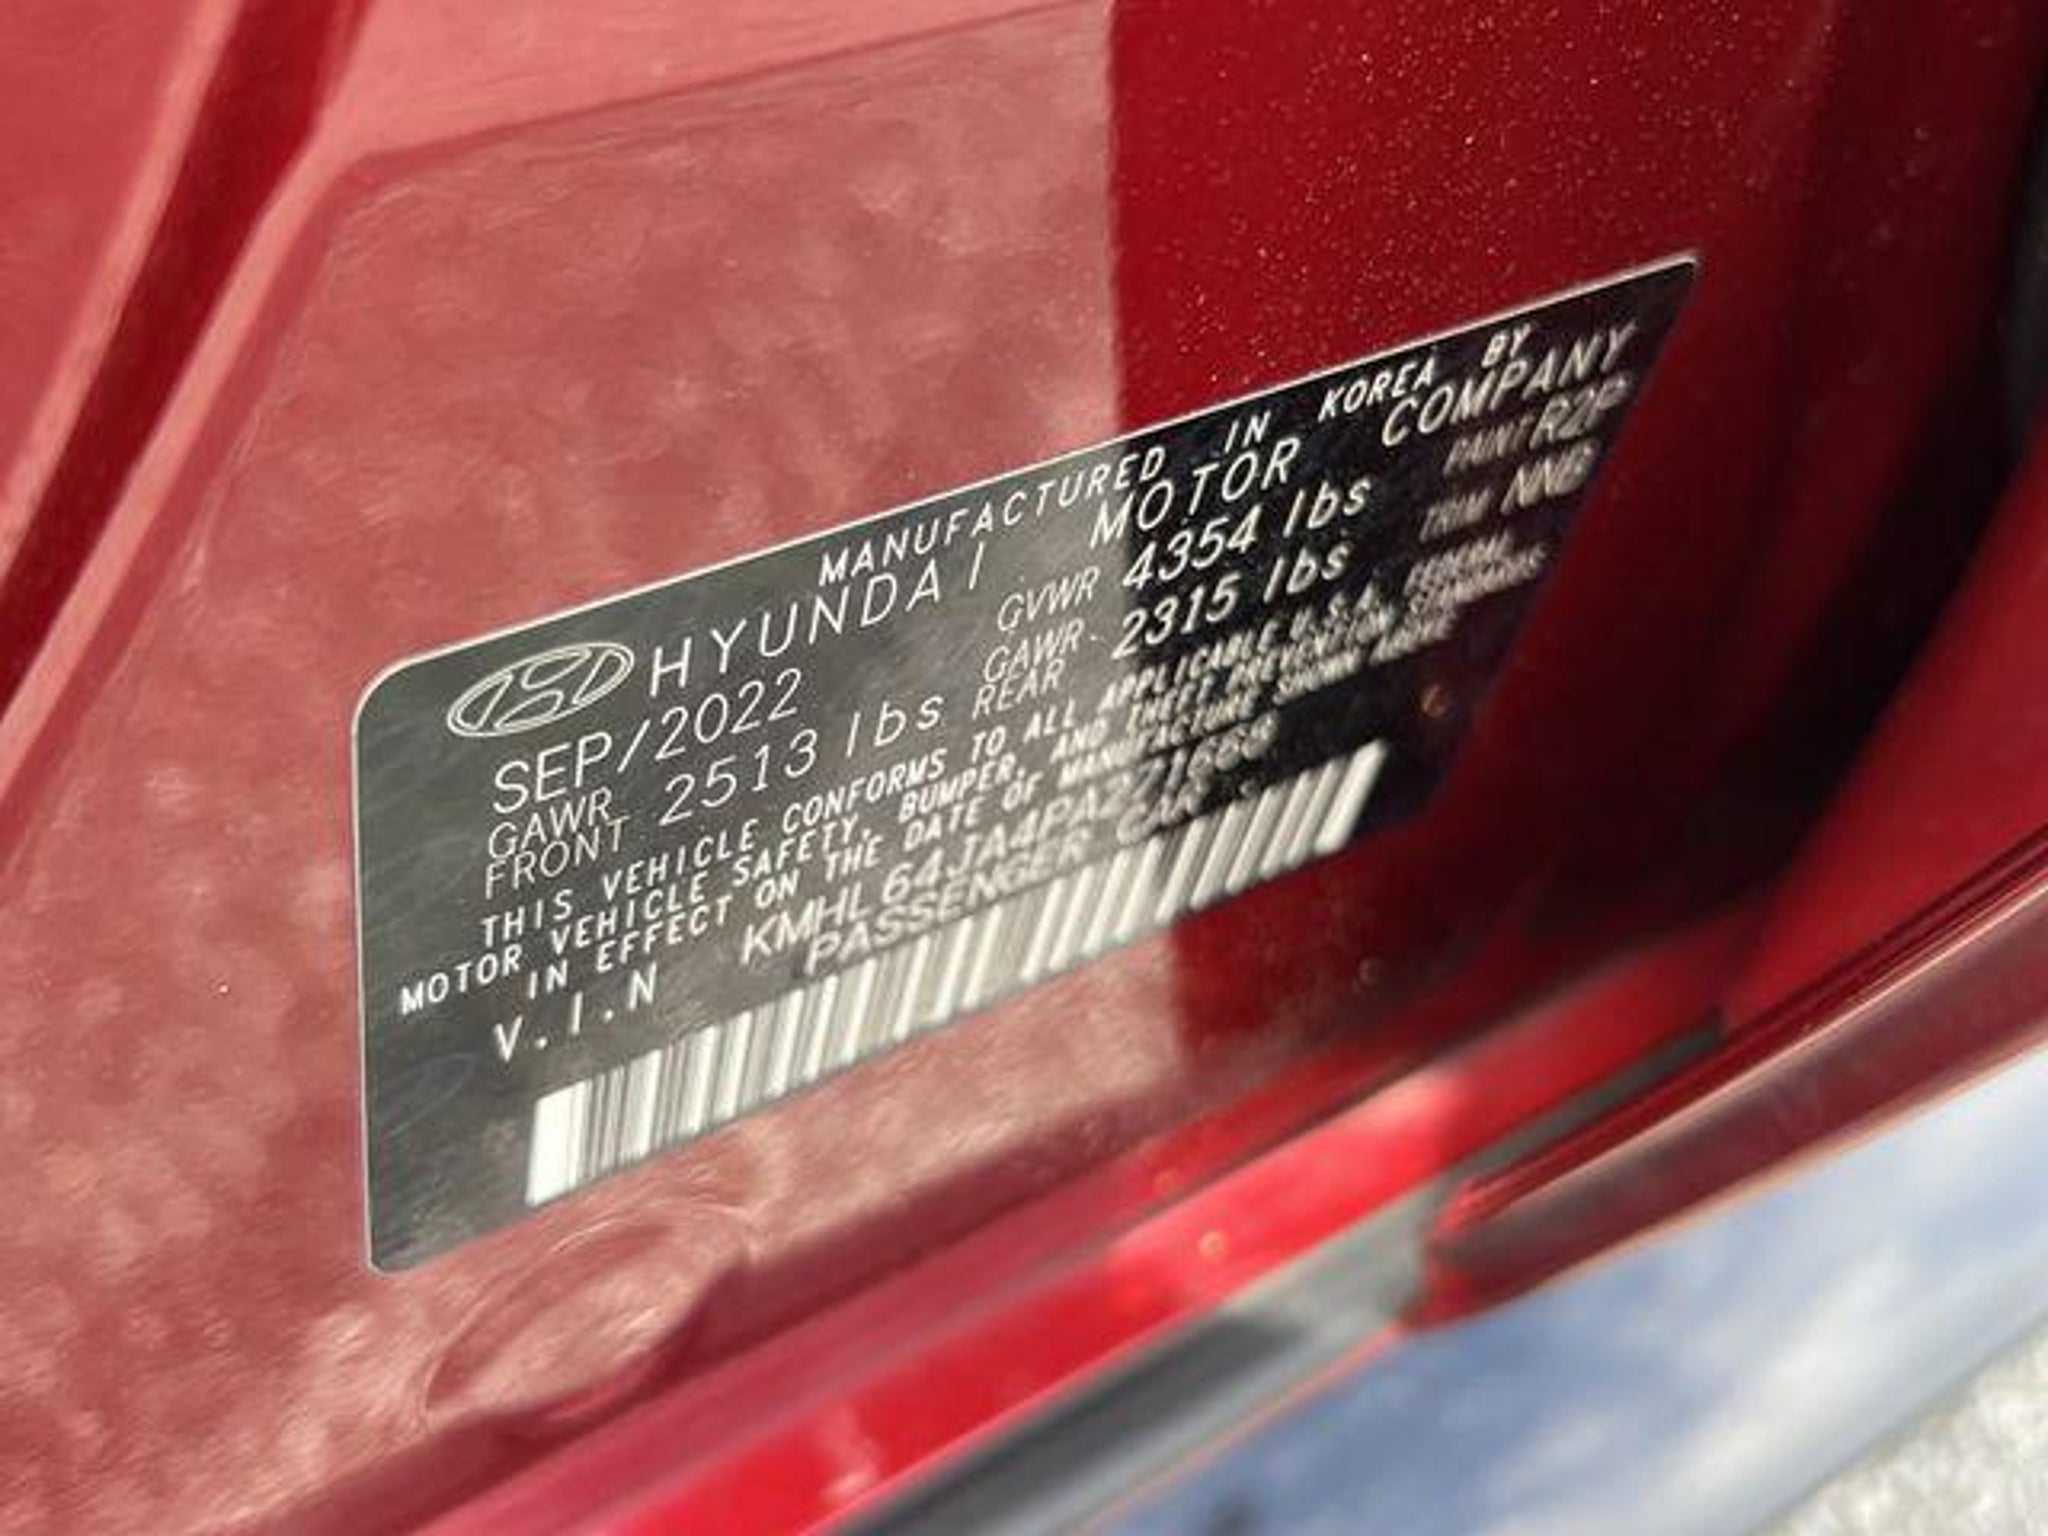 MANUFACTURED IN KOREA BY
HYUNDAI MOTOR COMPANY
SEP/2022 GVWR 4354 lbs PAINT R2P
GAWR FRONT 2513 lbs GAWR REAR 2315 lbs TRIM NNB
THIS VEHICLE CONFORMS TO ALL APPLICABLE U.S.A. FEDERAL
MOTOR VEHICLE SAFETY, BUMPER, AND THEFT PREVENTION STANDARDS
IN EFFECT ON THE DATE OF MANUFACTURE SHOWN ABOVE
V.I.N KMHL64JA4PA271668
PASSENGER CAR